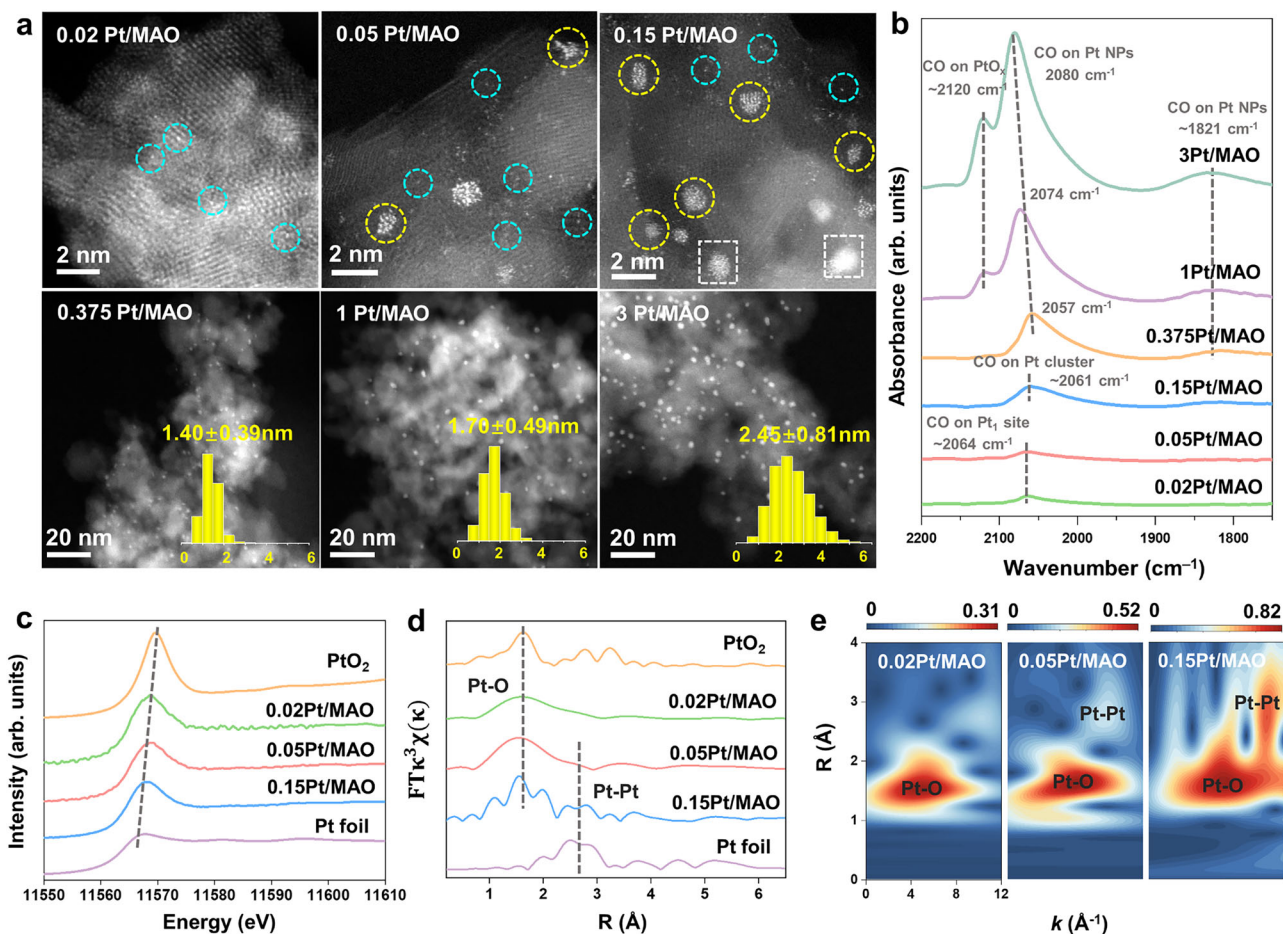 a
0.02 Pt/MAO
2 nm
0.05 Pt/MAO
2 nm
0.15 Pt/MAO
2 nm
0.375 Pt/MAO
1.40±0.39nm
20 nm
0 2 4 6
1 Pt/MAO
1.70±0.49nm
20 nm
0 2 4 6
3 Pt/MAO
2.45±0.81nm
20 nm
0 2 4 6
b
CO on PtOx
~2120 cm⁻¹
CO on Pt NPs
2080 cm⁻¹
CO on Pt NPs
~1821 cm⁻¹
3Pt/MAO
2074 cm⁻¹
1Pt/MAO
2057 cm⁻¹
0.375Pt/MAO
CO on Pt cluster
~2061 cm⁻¹
0.15Pt/MAO
CO on Pt₁ site
~2064 cm⁻¹
0.05Pt/MAO
0.02Pt/MAO
Absorbance (arb. units)
2200 2100 2000 1900 1800
Wavenumber (cm⁻¹)
c
PtO₂
0.02Pt/MAO
0.05Pt/MAO
0.15Pt/MAO
Pt foil
Intensity (arb. units)
11550 11560 11570 11580 11590 11600 11610
Energy (eV)
d
PtO₂
Pt-O
0.02Pt/MAO
0.05Pt/MAO
Pt-Pt
0.15Pt/MAO
Pt foil
FTκ³χ(κ)
1 2 3 4 5 6
R (Å)
e
0 0.31 0 0.52 0 0.82
0.02Pt/MAO 0.05Pt/MAO 0.15Pt/MAO
Pt-Pt Pt-Pt
Pt-O Pt-O Pt-O
R (Å)
4
3
2
1
0
0 4 8 12
k (Å⁻¹)